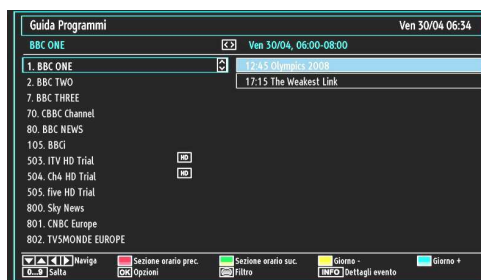 Guida Programmi Ven 30/04 06:34
BBC ONE Ven 30/04, 06:00-08:00
1. BBC ONE 12:45 Olympics 2008
2. BBC TWO 17:15 The Weakest Link
7. BBC THREE
70. CBBC Channel
80. BBC NEWS
105. BBCi
503. ITV HD Trial HD
504. Ch4 HD Trial HD
505. five HD Trial
800. Sky News
801. CNBC Europe
802. TV5MONDE EUROPE
Naviga Sezione orario prec. Sezione orario suc. Giorno - Giorno +
0...9 Salta OK Opzioni Filtro INFO Dettagli evento